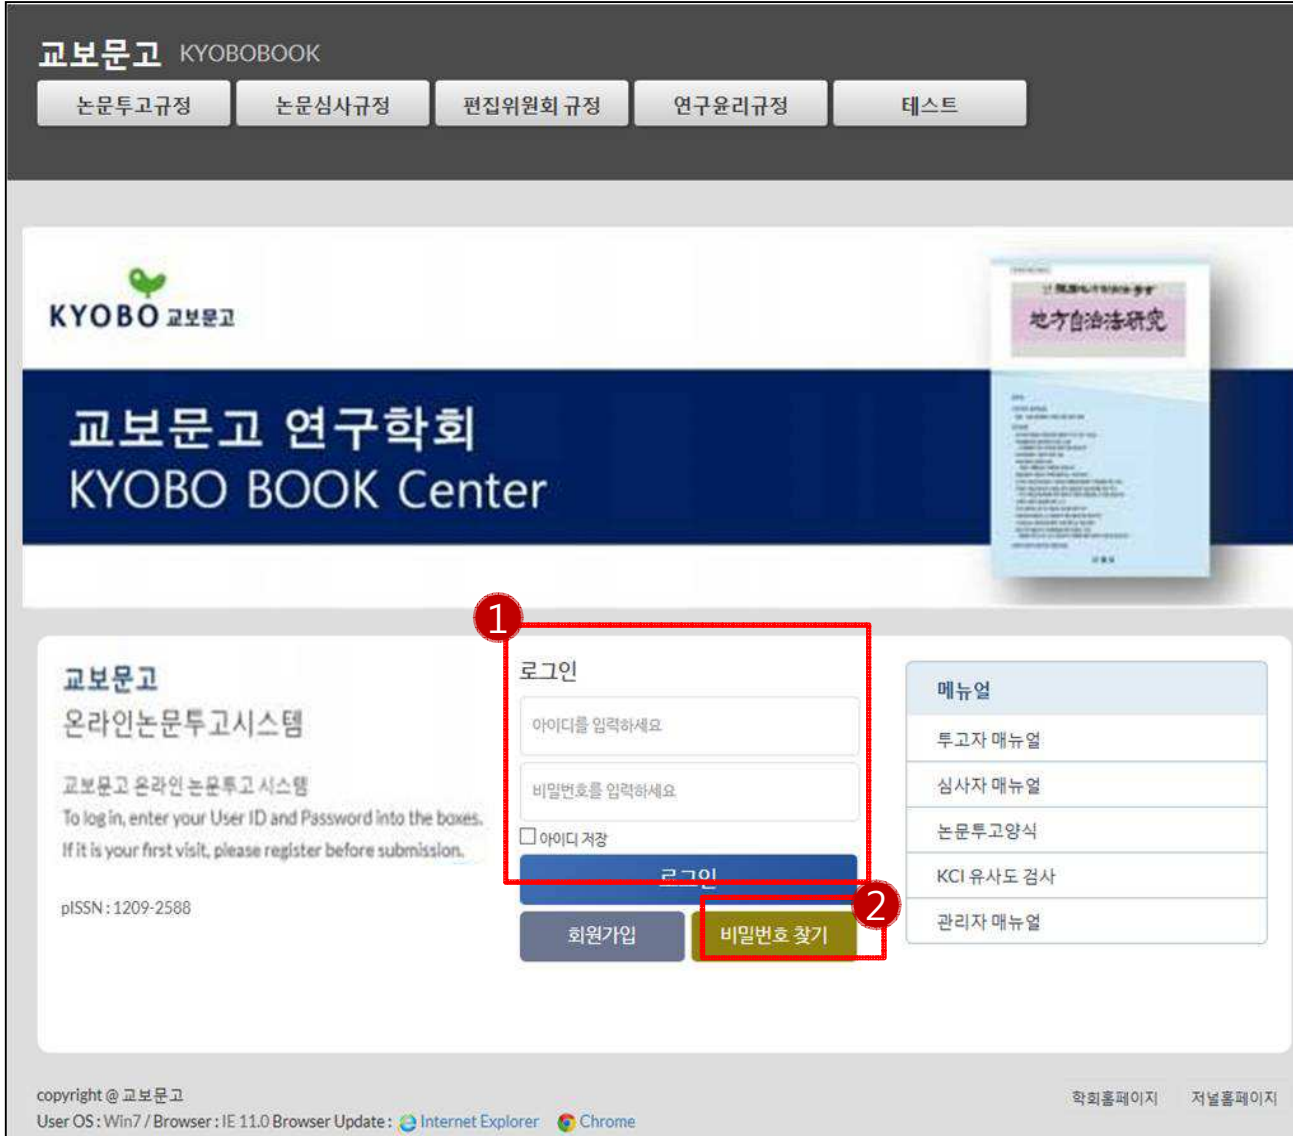 교보문고 KYOBOBOOK
논문투고규정 논문심사규정 편집위원회 규정 연구윤리규정 테스트
KYOBO 교보문고
地方自治法研究
교보문고 연구학회
KYOBO BOOK Center
1
교보문고
온라인논문투고시스템
교보문고 온라인 논문투고 시스템
To log in, enter your User ID and Password into the boxes.
If it is your first visit, please register before submission.
pISSN : 1209-2588
로그인
아이디를 입력하세요
비밀번호를 입력하세요
아이디 저장
로그인
2
회원가입 비밀번호 찾기
메뉴얼
투고자 매뉴얼
심사자 매뉴얼
논문투고양식
KCI 유사도 검사
관리자 매뉴얼
copyright @ 교보문고
학회홈페이지 저널홈페이지
User OS : Win7 / Browser : IE 11.0 Browser Update : Internet Explorer Chrome